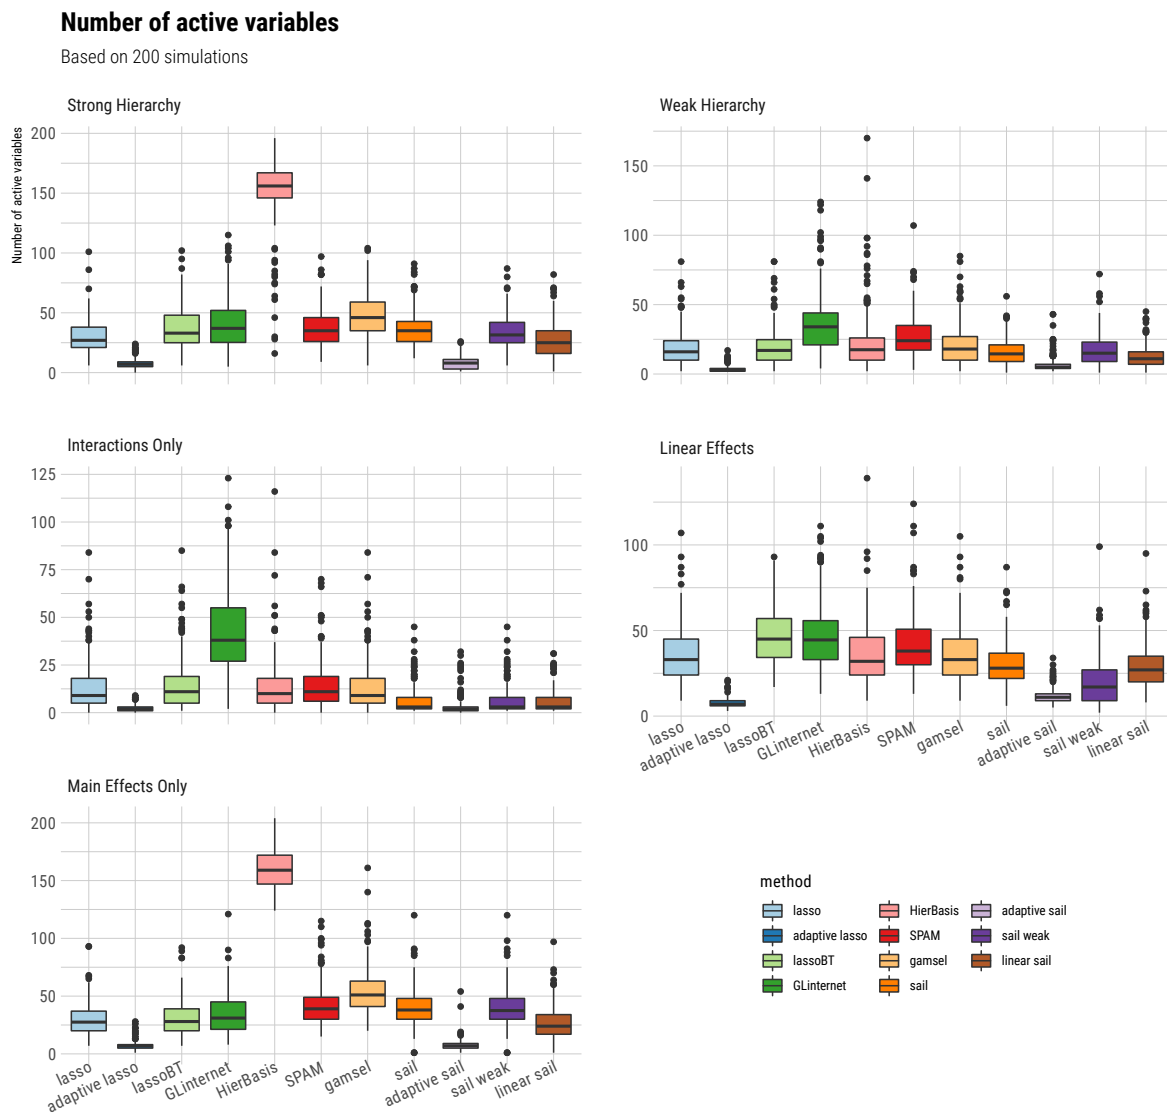 Number of active variables
Based on 200 simulations
Strong Hierarchy
Number of active variables
200
150
100
50
0
Weak Hierarchy
150
100
50
0
Interactions Only
125
100
75
50
25
0
Linear Effects
100
50
0
lasso
adaptive lasso
lassoBT
GLinternet
HierBasis
SPAM
gamsel
sail
adaptive sail
sail weak
linear sail
Main Effects Only
200
150
100
50
0
lasso
adaptive lasso
lassoBT
GLinternet
HierBasis
SPAM
gamsel
sail
adaptive sail
sail weak
linear sail
method
lasso
adaptive lasso
lassoBT
GLinternet
HierBasis
SPAM
gamsel
sail
adaptive sail
sail weak
linear sail